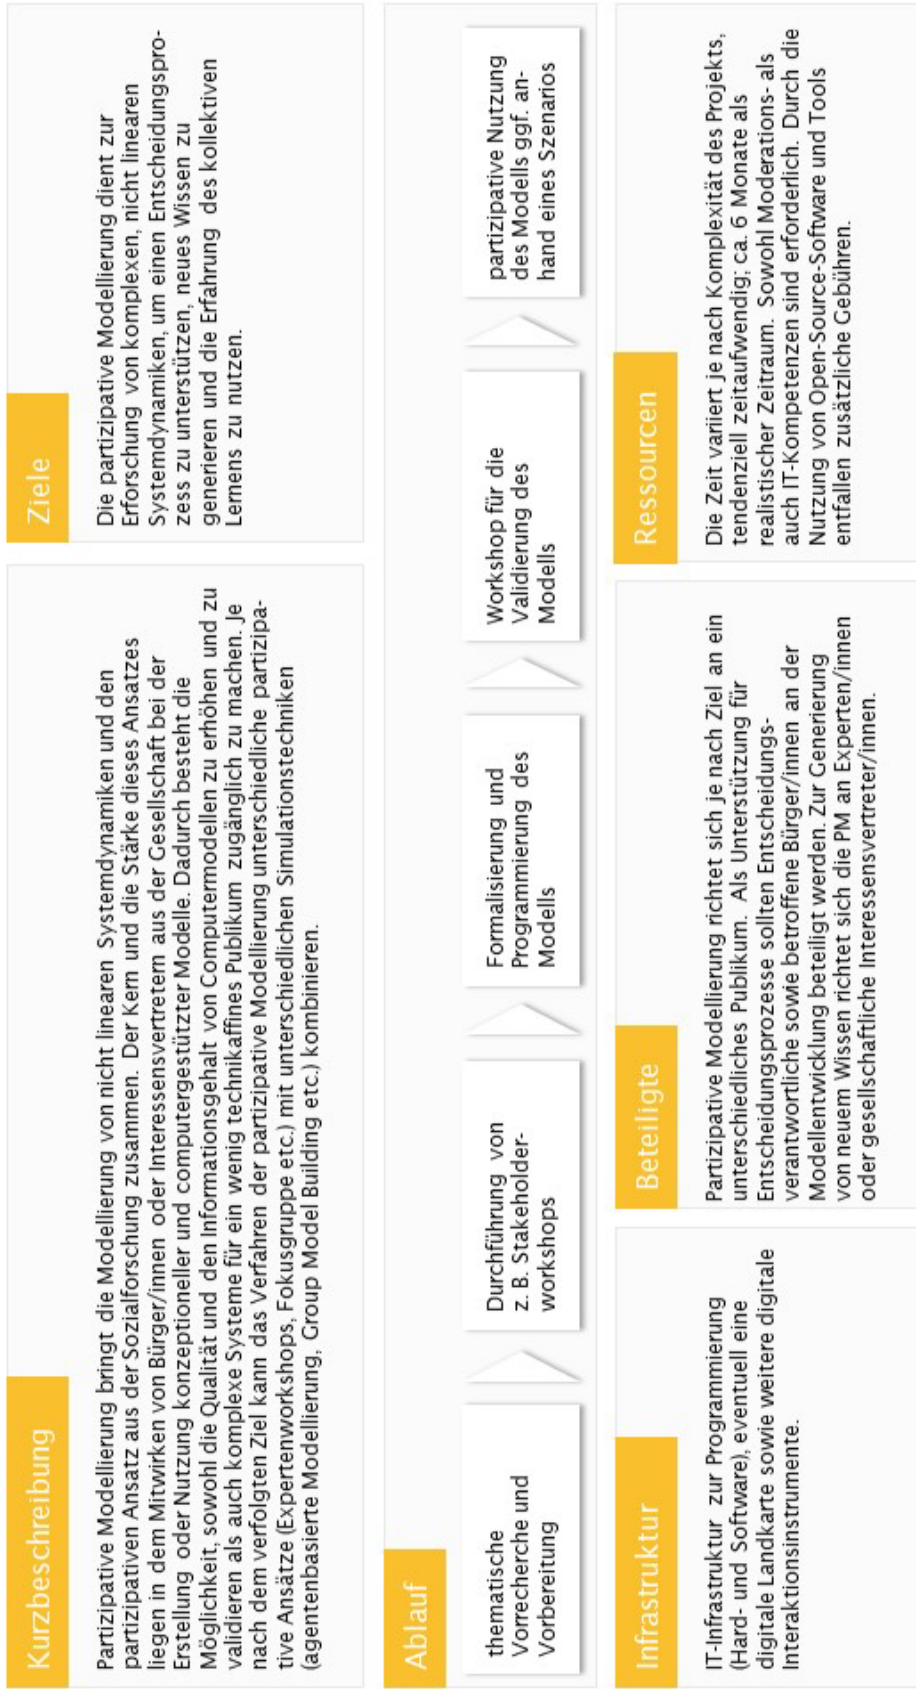 Kurzbeschreibung
Partizipative Modellierung bringt die Modellierung von nicht linearen Systemdynamiken und den
partizipativen Ansatz aus der Sozialforschung zusammen. Der Kern und die Stärke dieses Ansatzes
liegen in dem Mitwirken von Bürger/innen oder Interessensvertretern aus der Gesellschaft bei der
Erstellung oder Nutzung konzeptioneller und computergestützter Modelle. Dadurch besteht die
Möglichkeit, sowohl die Qualität und den Informationsgehalt von Computermodellen zu erhöhen und zu
validieren als auch komplexe Systeme für ein wenig technikaffines Publikum zugänglich zu machen. Je
nach dem verfolgten Ziel kann das Verfahren der partizipative Modellierung unterschiedliche partizipa-
tive Ansätze (Expertenworkshops, Fokusgruppe etc.) mit unterschiedlichen Simulationstechniken
(agentenbasierte Modellierung, Group Model Building etc.) kombinieren.
Ziele
Die partizipative Modellierung dient zur
Erforschung von komplexen, nicht linearen
Systemdynamiken, um einen Entscheidungspro-
zess zu unterstützen, neues Wissen zu
generieren und die Erfahrung des kollektiven
Lernens zu nutzen.
Ablauf
thematische
Vorrecherche und
Vorbereitung
Durchführung von
z. B. Stakeholder-
workshops
Formalisierung und
Programmierung des
Modells
Workshop für die
Validierung des
Modells
partizipative Nutzung
des Modells ggf. an-
hand eines Szenarios
Infrastruktur
IT-Infrastruktur zur Programmierung
(Hard- und Software), eventuell eine
digitale Landkarte sowie weitere digitale
Interaktionsinstrumente.
Beteiligte
Partizipative Modellierung richtet sich je nach Ziel an ein
unterschiedliches Publikum. Als Unterstützung für
Entscheidungsprozesse sollten Entscheidungs-
verantwortliche sowie betroffene Bürger/innen an der
Modellentwicklung beteiligt werden. Zur Generierung
von neuem Wissen richtet sich die PM an Experten/innen
oder gesellschaftliche Interessensvertreter/innen.
Ressourcen
Die Zeit variiert je nach Komplexität des Projekts,
tendenziell zeitaufwendig; ca. 6 Monate als
realistischer Zeitraum. Sowohl Moderations- als
auch IT-Kompetenzen sind erforderlich. Durch die
Nutzung von Open-Source-Software und Tools
entfallen zusätzliche Gebühren.